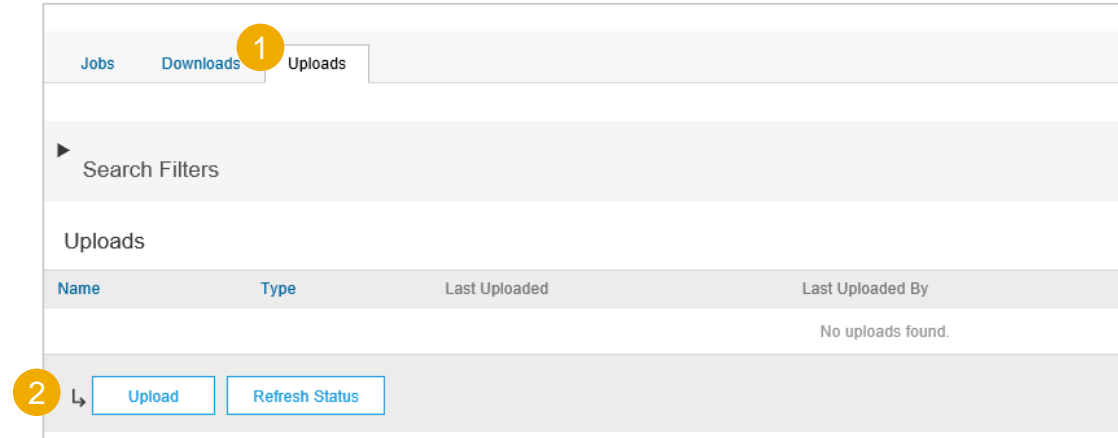 1
Jobs Downloads Uploads
Search Filters
Uploads
Name Type Last Uploaded Last Uploaded By
No uploads found.
2 Upload Refresh Status